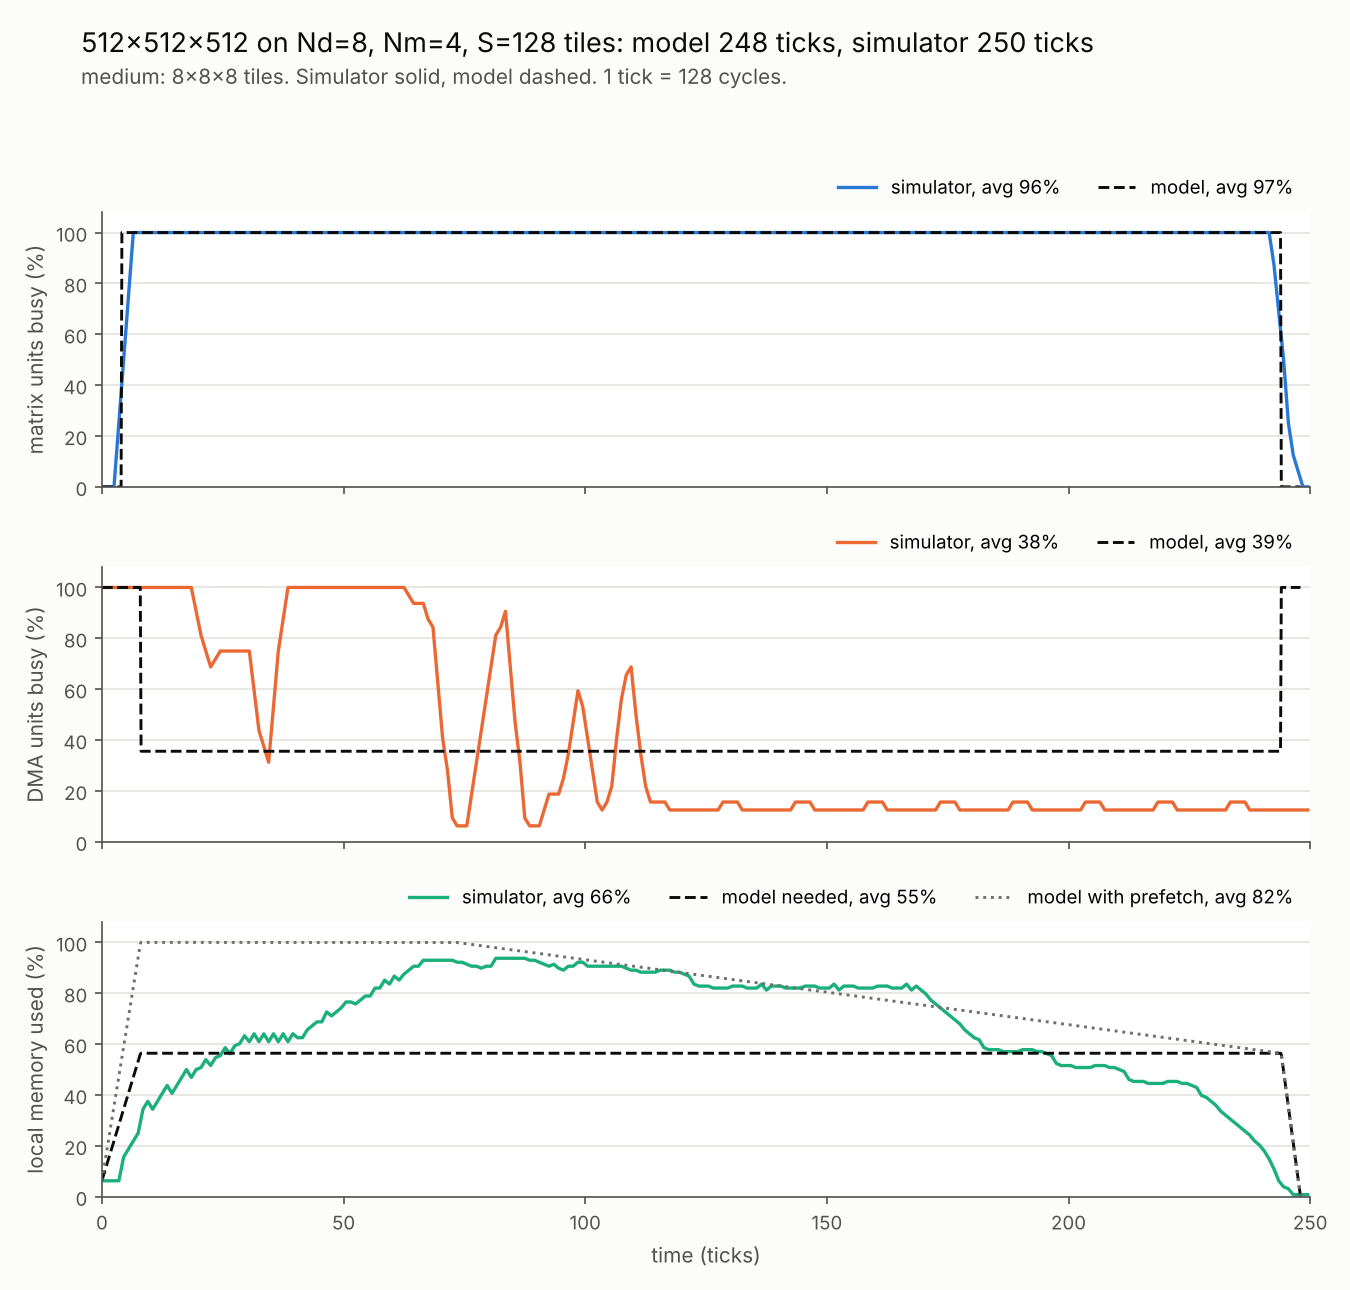 512×512×512 on Nd=8, Nm=4, S=128 tiles: model 248 ticks, simulator 250 ticks
medium: 8×8×8 tiles. Simulator solid, model dashed. 1 tick = 128 cycles.
simulator, avg 96%
model, avg 97%
matrix units busy (%)
100
80
60
40
20
0
simulator, avg 38%
model, avg 39%
DMA units busy (%)
100
80
60
40
20
0
simulator, avg 66%
model needed, avg 55%
model with prefetch, avg 82%
local memory used (%)
100
80
60
40
20
0
0
50
100
150
200
250
time (ticks)